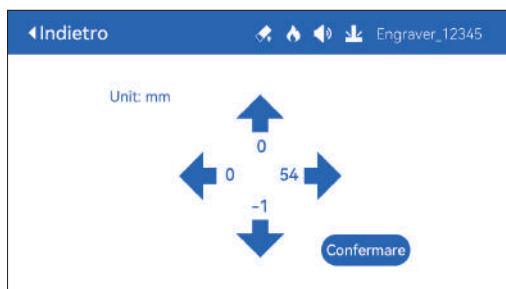 Indietro
Engraver_12345
Unit: mm
0
0
54
-1
Confermare